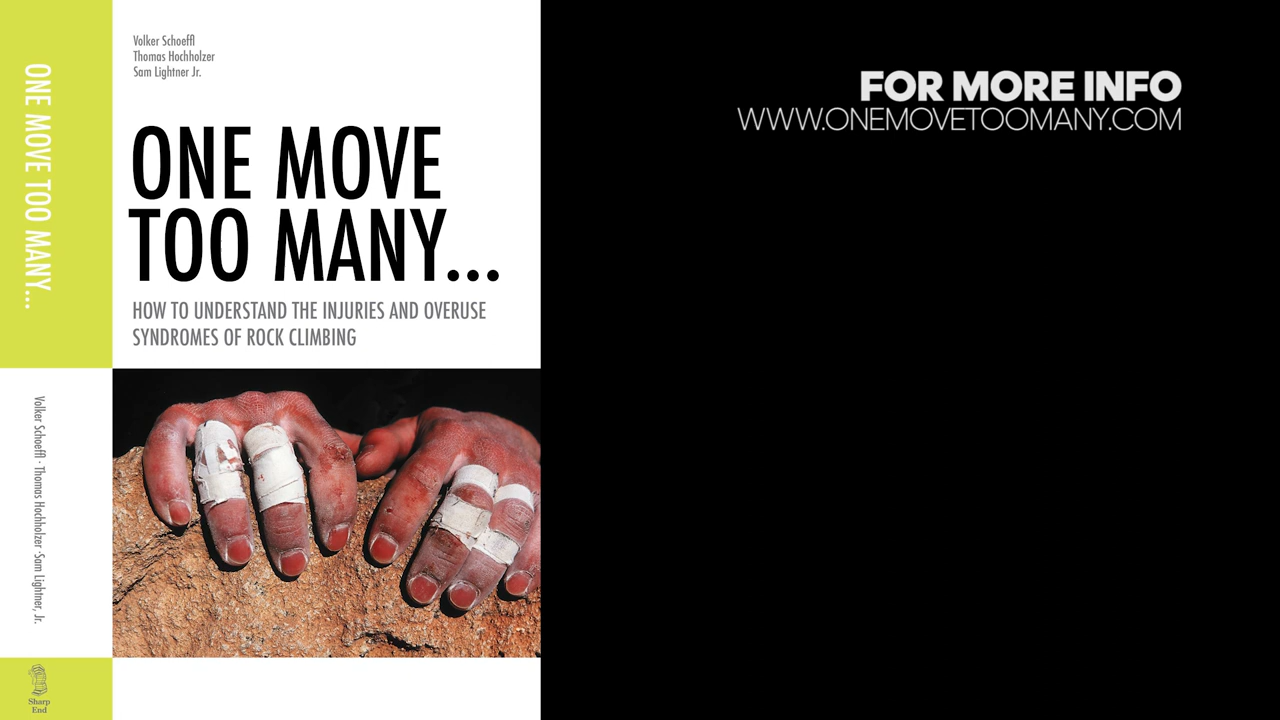 ONE MOVE TOO MANY...
Volker Schoeffl · Thomas Hochholzer ·Sam Lightner, Jr.
Sharp
End
Volker Schoeffl
Thomas Hochholzer
Sam Lightner Jr.
ONE MOVE
TOO MANY...
HOW TO UNDERSTAND THE INJURIES AND OVERUSE
SYNDROMES OF ROCK CLIMBING
FOR MORE INFO
WWW.ONEMOVETOOMANY.COM